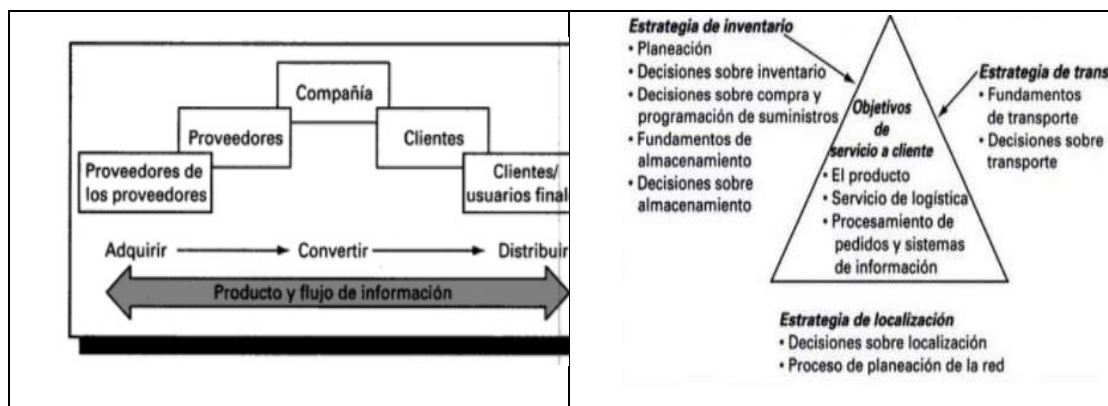 Compañía
Proveedores
Clientes
Proveedores de
los proveedores
Clientes/
usuarios final
Adquirir
Convertir
Distribuir
Producto y flujo de información
Estrategia de inventario
• Planeación
• Decisiones sobre inventario
• Decisiones sobre compra y
programación de suministros
• Fundamentos de
almacenamiento
• Decisiones sobre
almacenamiento
Objetivos
de
servicio a cliente
• El producto
• Servicio de logística
• Procesamiento de
pedidos y sistemas
de información
Estrategia de trans
• Fundamentos
de transporte
• Decisiones sobre
transporte
Estrategia de localización
• Decisiones sobre localización
• Proceso de planeación de la red